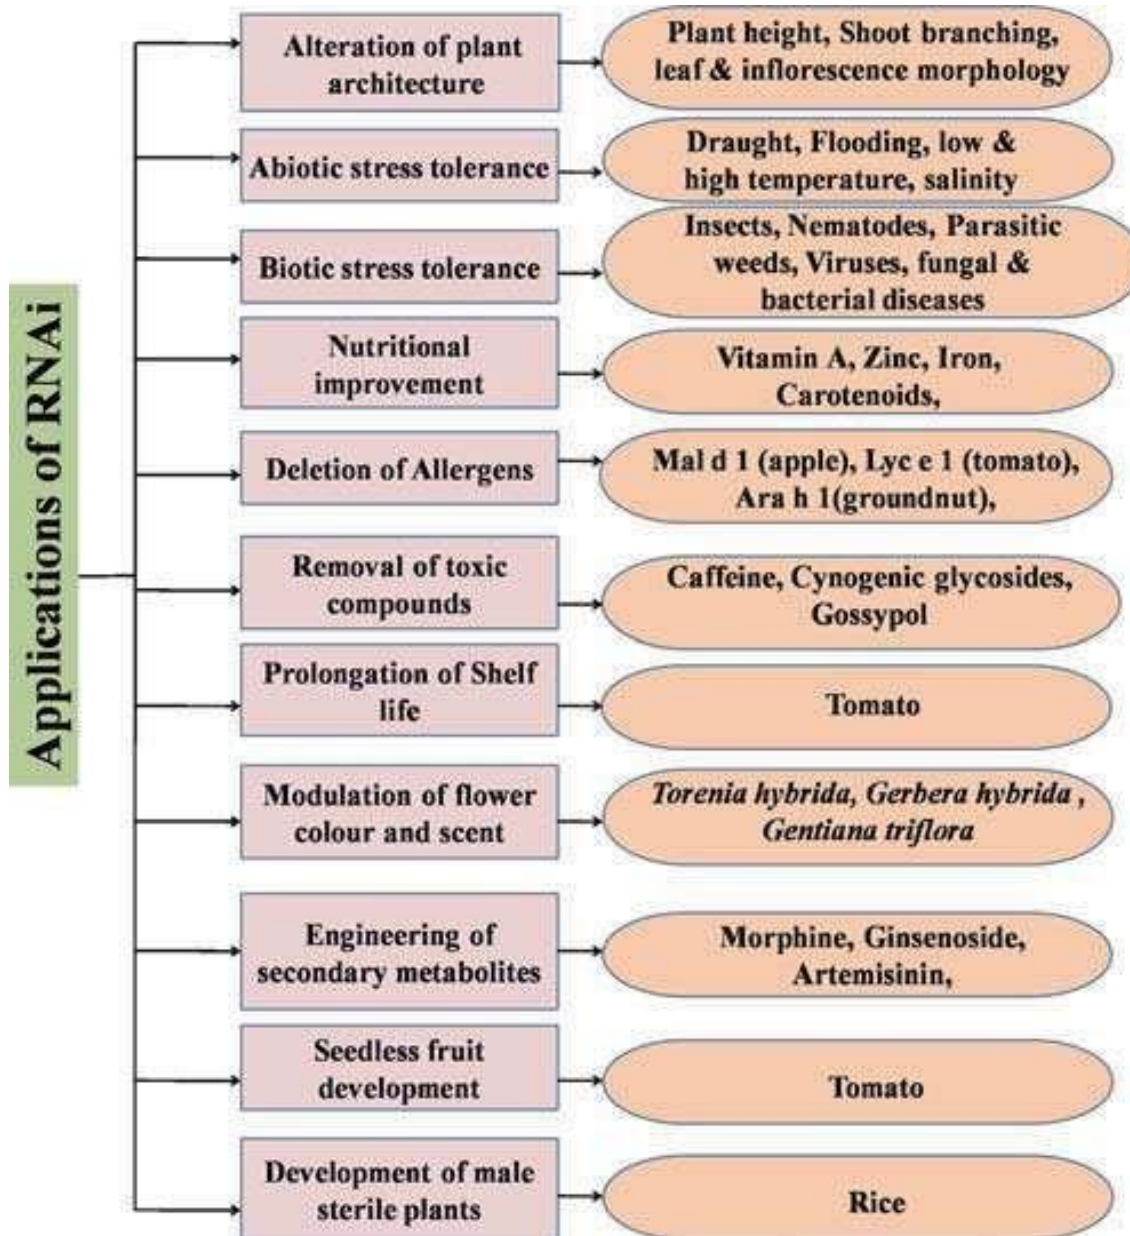 Applications of RNAi
Alteration of plant
architecture
Plant height, Shoot branching,
leaf & inflorescence morphology
Abiotic stress tolerance
Draught, Flooding, low &
high temperature, salinity
Biotic stress tolerance
Insects, Nematodes, Parasitic
weeds, Viruses, fungal &
bacterial diseases
Nutritional
improvement
Vitamin A, Zinc, Iron,
Carotenoids,
Deletion of Allergens
Mal d 1 (apple), Lyc e 1 (tomato),
Ara h 1(groundnut),
Removal of toxic
compounds
Caffeine, Cynogenic glycosides,
Gossypol
Prolongation of Shelf
life
Tomato
Modulation of flower
colour and scent
Torenia hybrida, Gerbera hybrida ,
Gentiana triflora
Engineering of
secondary metabolites
Morphine, Ginsenoside,
Artemisinin,
Seedless fruit
development
Tomato
Development of male
sterile plants
Rice